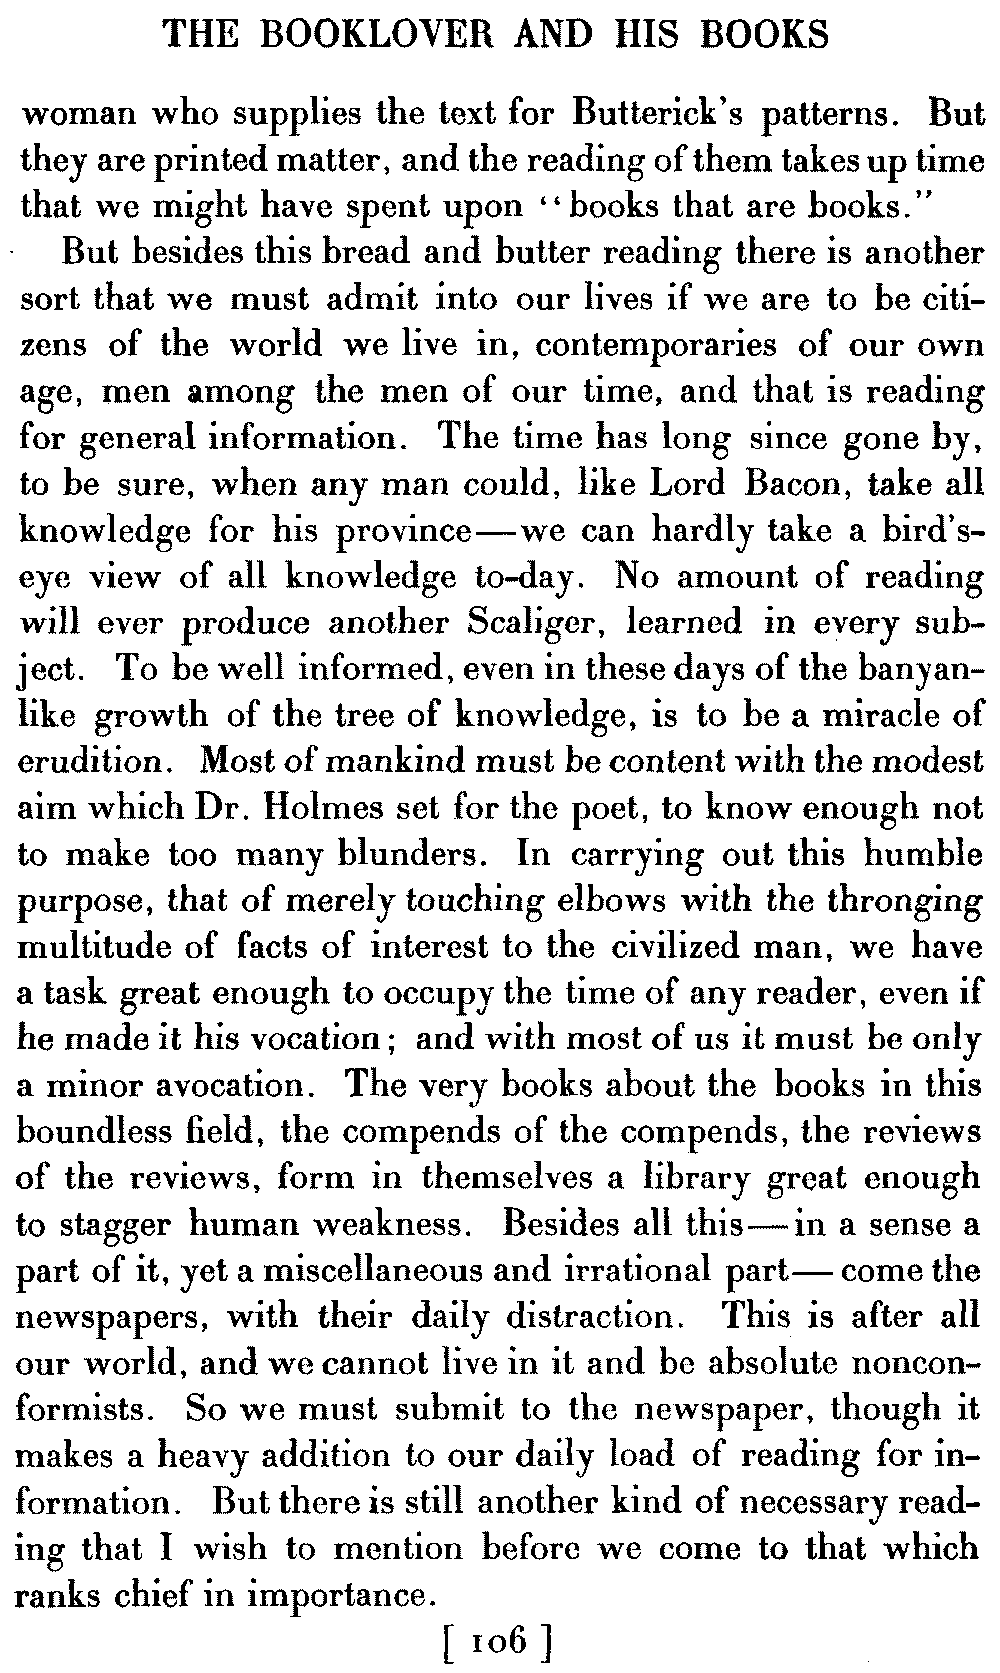 THE BOOKLOVER AND HIS BOOKS
woman who supplies the text for Butterick's patterns. But
they are printed matter, and the reading of them takes up time
that we might have spent upon "books that are books."
But besides this bread and butter reading there is another
sort that we must admit into our lives if we are to be citi-
zens of the world we live in, contemporaries of our own
age, men among the men of our time, and that is reading
for general information. The time has long since gone by,
to be sure, when any man could, like Lord Bacon, take all
knowledge for his province—we can hardly take a bird's-
eye view of all knowledge to-day. No amount of reading
will ever produce another Scaliger, learned in every sub-
ject. To be well informed, even in these days of the banyan-
like growth of the tree of knowledge, is to be a miracle of
erudition. Most of mankind must be content with the modest
aim which Dr. Holmes set for the poet, to know enough not
to make too many blunders. In carrying out this humble
purpose, that of merely touching elbows with the thronging
multitude of facts of interest to the civilized man, we have
a task great enough to occupy the time of any reader, even if
he made it his vocation; and with most of us it must be only
a minor avocation. The very books about the books in this
boundless field, the compends of the compends, the reviews
of the reviews, form in themselves a library great enough
to stagger human weakness. Besides all this—in a sense a
part of it, yet a miscellaneous and irrational part—come the
newspapers, with their daily distraction. This is after all
our world, and we cannot live in it and be absolute noncon-
formists. So we must submit to the newspaper, though it
makes a heavy addition to our daily load of reading for in-
formation. But there is still another kind of necessary read-
ing that I wish to mention before we come to that which
ranks chief in importance.
[ 106 ]